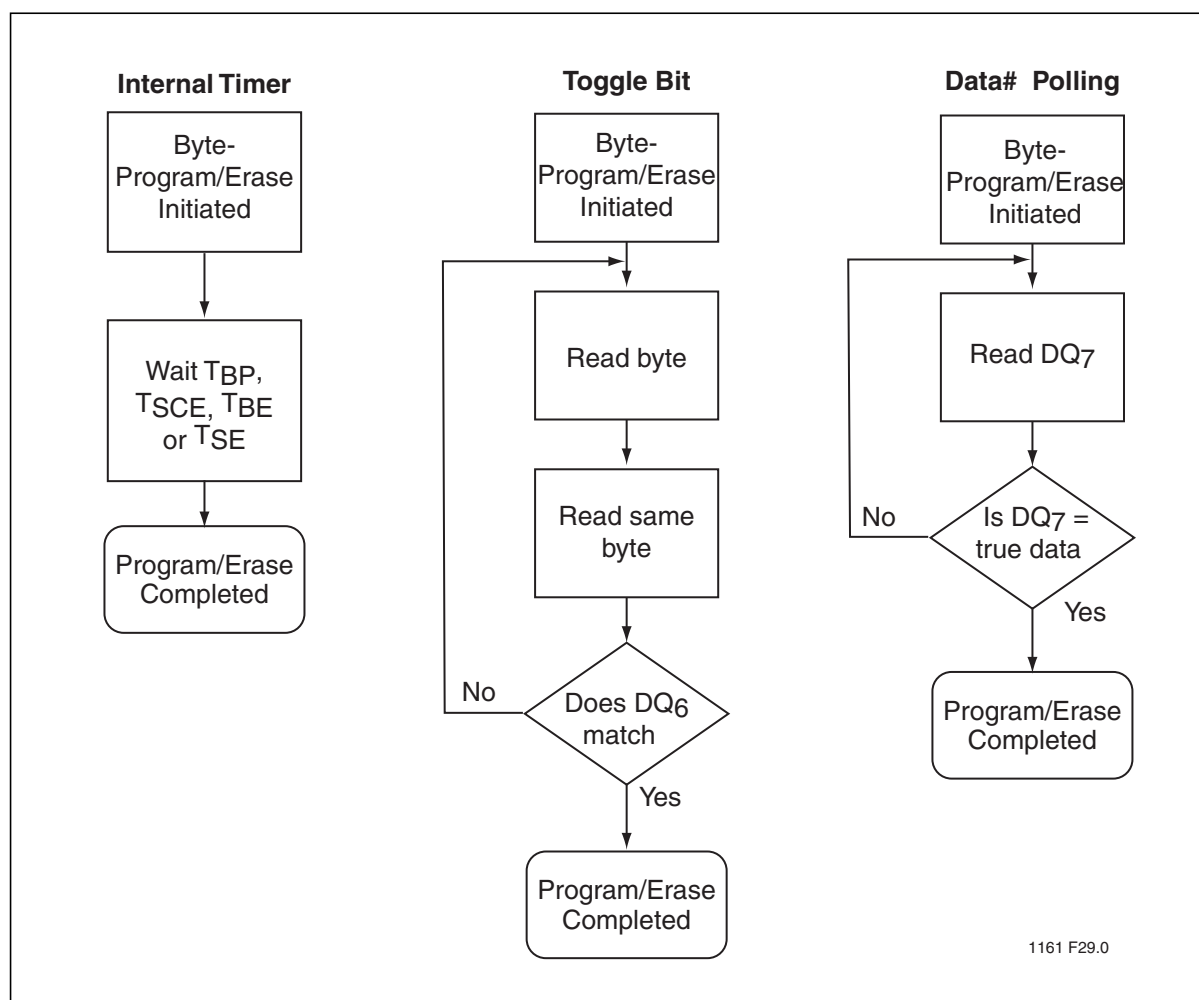 Internal Timer
Byte-
Program/Erase
Initiated
Wait TBP,
TSCE, TBE
or TSE
Program/Erase
Completed
Toggle Bit
Byte-
Program/Erase
Initiated
Read byte
Read same
byte
No
Does DQ6
match
Yes
Program/Erase
Completed
Data# Polling
Byte-
Program/Erase
Initiated
Read DQ7
No
Is DQ7 =
true data
Yes
Program/Erase
Completed
1161 F29.0